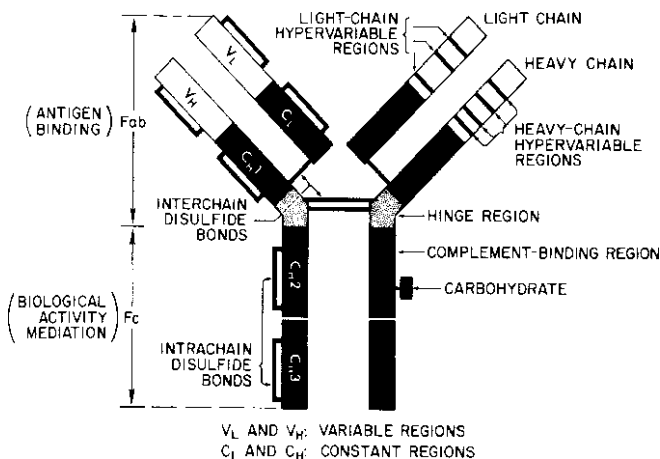 LIGHT-CHAIN
HYPERVARIABLE
REGIONS
LIGHT CHAIN
HEAVY CHAIN
V_L
V_H
C_L
C_H1
(ANTIGEN
BINDING) Fab
HEAVY-CHAIN
HYPERVARIABLE
REGIONS
INTERCHAIN
DISULFIDE
BONDS
HINGE REGION
COMPLEMENT-BINDING REGION
C_H2
CARBOHYDRATE
(BIOLOGICAL
ACTIVITY
MEDIATION) Fc
INTRACHAIN
DISULFIDE
BONDS
C_H3
V_L AND V_H: VARIABLE REGIONS
C_L AND C_H: CONSTANT REGIONS